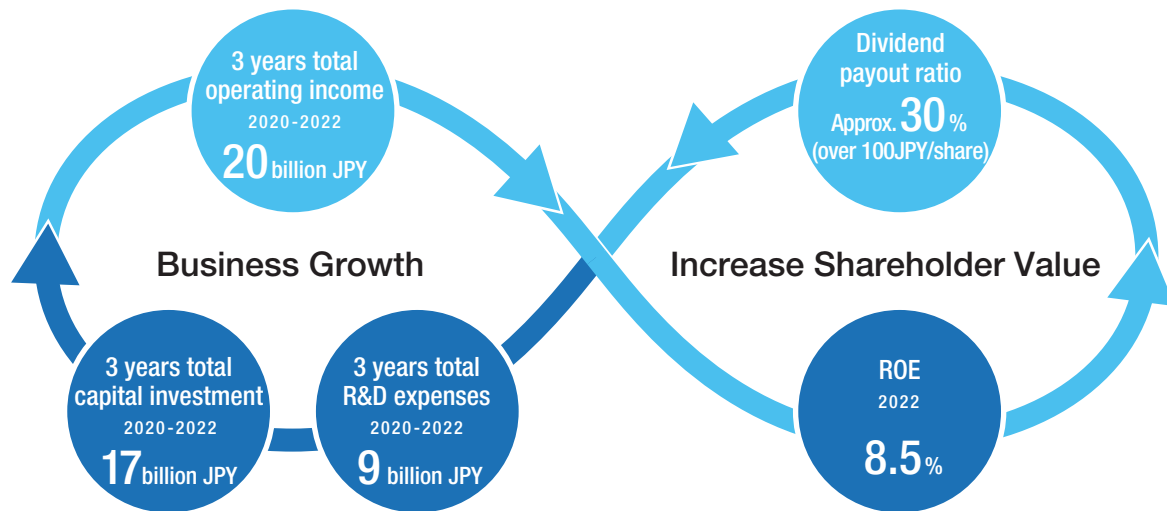 3 years total
operating income
2020-2022
20 billion JPY
Dividend
payout ratio
Approx. 30 %
(over 100JPY/share)
Business Growth
Increase Shareholder Value
3 years total
capital investment
2020-2022
17 billion JPY
3 years total
R&D expenses
2020-2022
9 billion JPY
ROE
2022
8.5 %